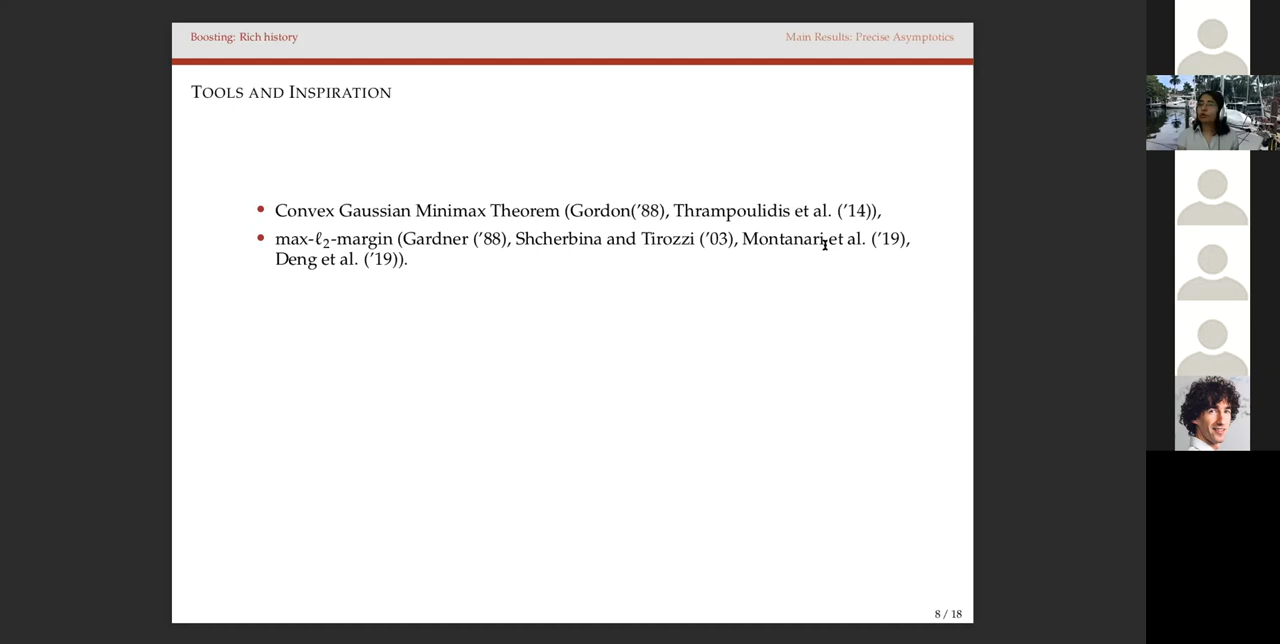 Boosting: Rich history
Main Results: Precise Asymptotics
TOOLS AND INSPIRATION
• Convex Gaussian Minimax Theorem (Gordon('88), Thrampoulidis et al. ('14)),
• max-ℓ₂-margin (Gardner ('88), Shcherbina and Tirozzi ('03), Montanari et al. ('19),
Deng et al. ('19)).
8 / 18